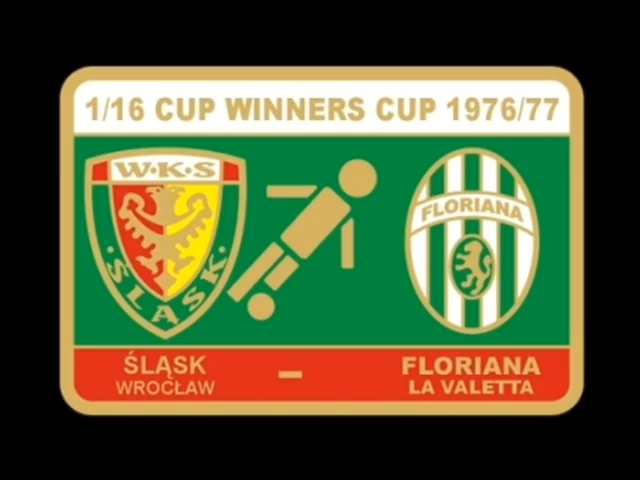 1/16 CUP WINNERS CUP 1976/77
W·K·S
·ŚLĄSK·
FLORIANA
ŚLĄSK
WROCŁAW
–
FLORIANA
LA VALETTA